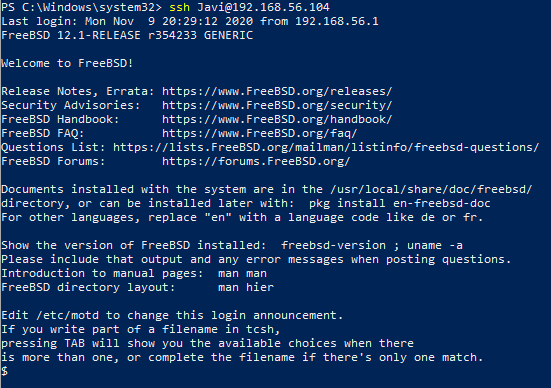 PS C:\Windows\system32> ssh Javi@192.168.56.104
Last login: Mon Nov  9 20:29:12 2020 from 192.168.56.1
FreeBSD 12.1-RELEASE r354233 GENERIC

Welcome to FreeBSD!

Release Notes, Errata: https://www.FreeBSD.org/releases/
Security Advisories:   https://www.FreeBSD.org/security/
FreeBSD Handbook:      https://www.FreeBSD.org/handbook/
FreeBSD FAQ:           https://www.FreeBSD.org/faq/
Questions List: https://lists.FreeBSD.org/mailman/listinfo/freebsd-questions/
FreeBSD Forums:        https://forums.FreeBSD.org/

Documents installed with the system are in the /usr/local/share/doc/freebsd/
directory, or can be installed later with:  pkg install en-freebsd-doc
For other languages, replace "en" with a language code like de or fr.

Show the version of FreeBSD installed:  freebsd-version ; uname -a
Please include that output and any error messages when posting questions.
Introduction to manual pages:  man man
FreeBSD directory layout:      man hier

Edit /etc/motd to change this login announcement.
If you write part of a filename in tcsh,
pressing TAB will show you the available choices when there
is more than one, or complete the filename if there's only one match.
$